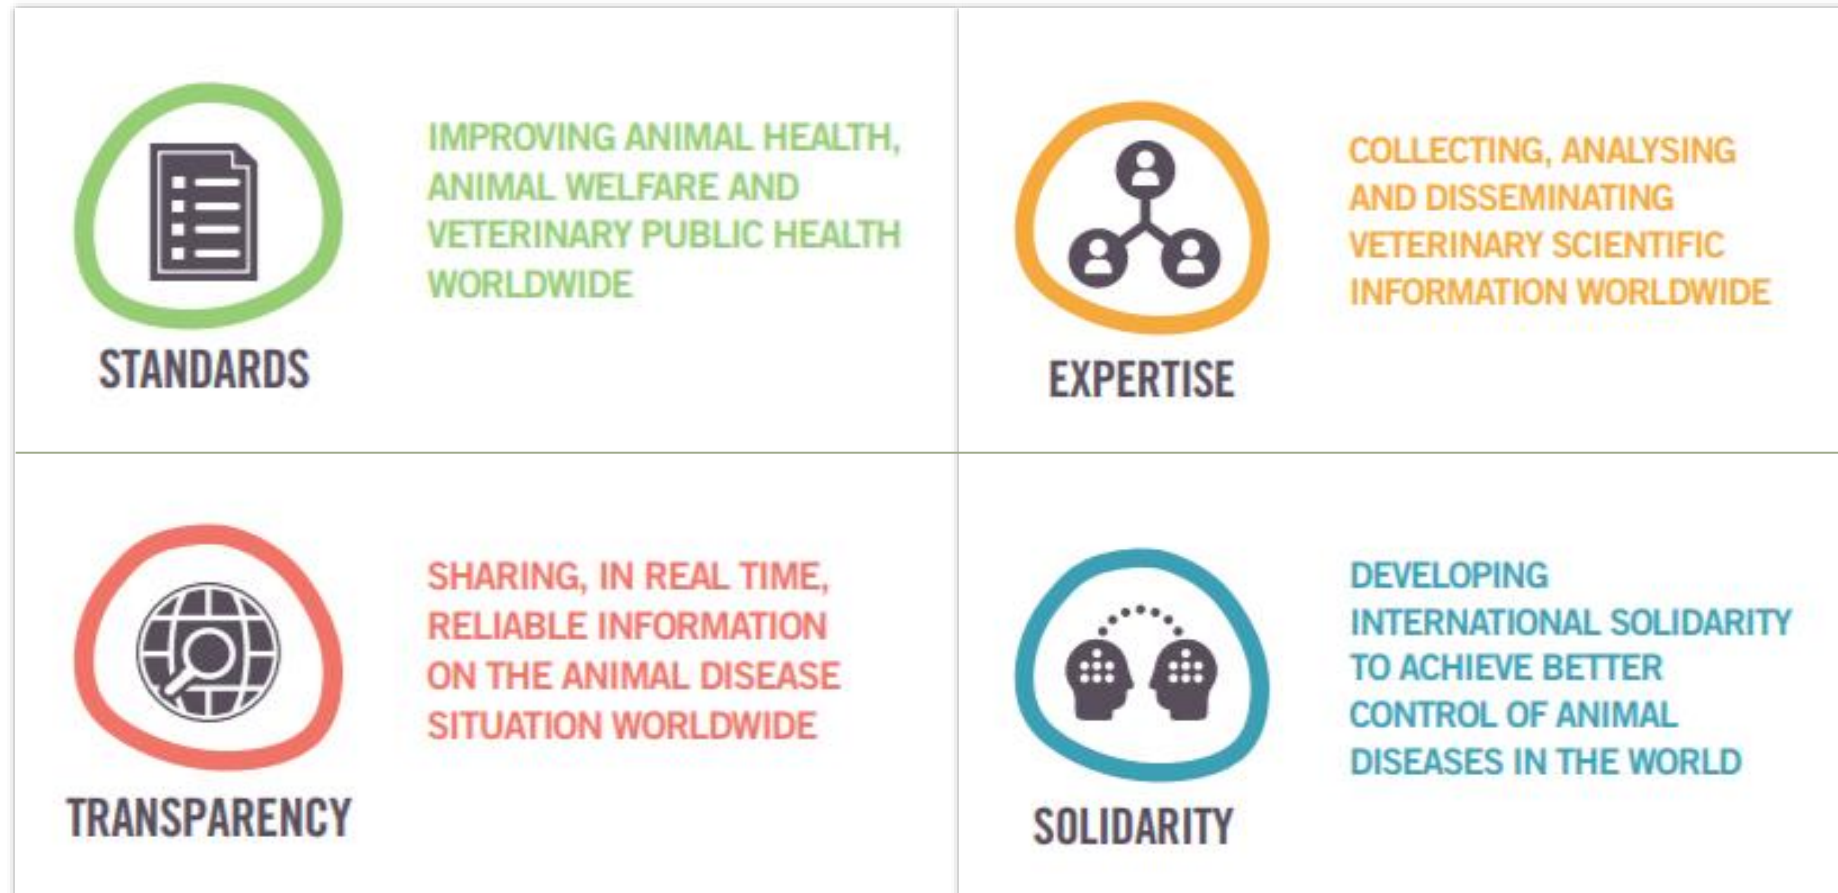 IMPROVING ANIMAL HEALTH,
ANIMAL WELFARE AND
VETERINARY PUBLIC HEALTH
WORLDWIDE
STANDARDS
COLLECTING, ANALYSING
AND DISSEMINATING
VETERINARY SCIENTIFIC
INFORMATION WORLDWIDE
EXPERTISE
SHARING, IN REAL TIME,
RELIABLE INFORMATION
ON THE ANIMAL DISEASE
SITUATION WORLDWIDE
TRANSPARENCY
DEVELOPING
INTERNATIONAL SOLIDARITY
TO ACHIEVE BETTER
CONTROL OF ANIMAL
DISEASES IN THE WORLD
SOLIDARITY